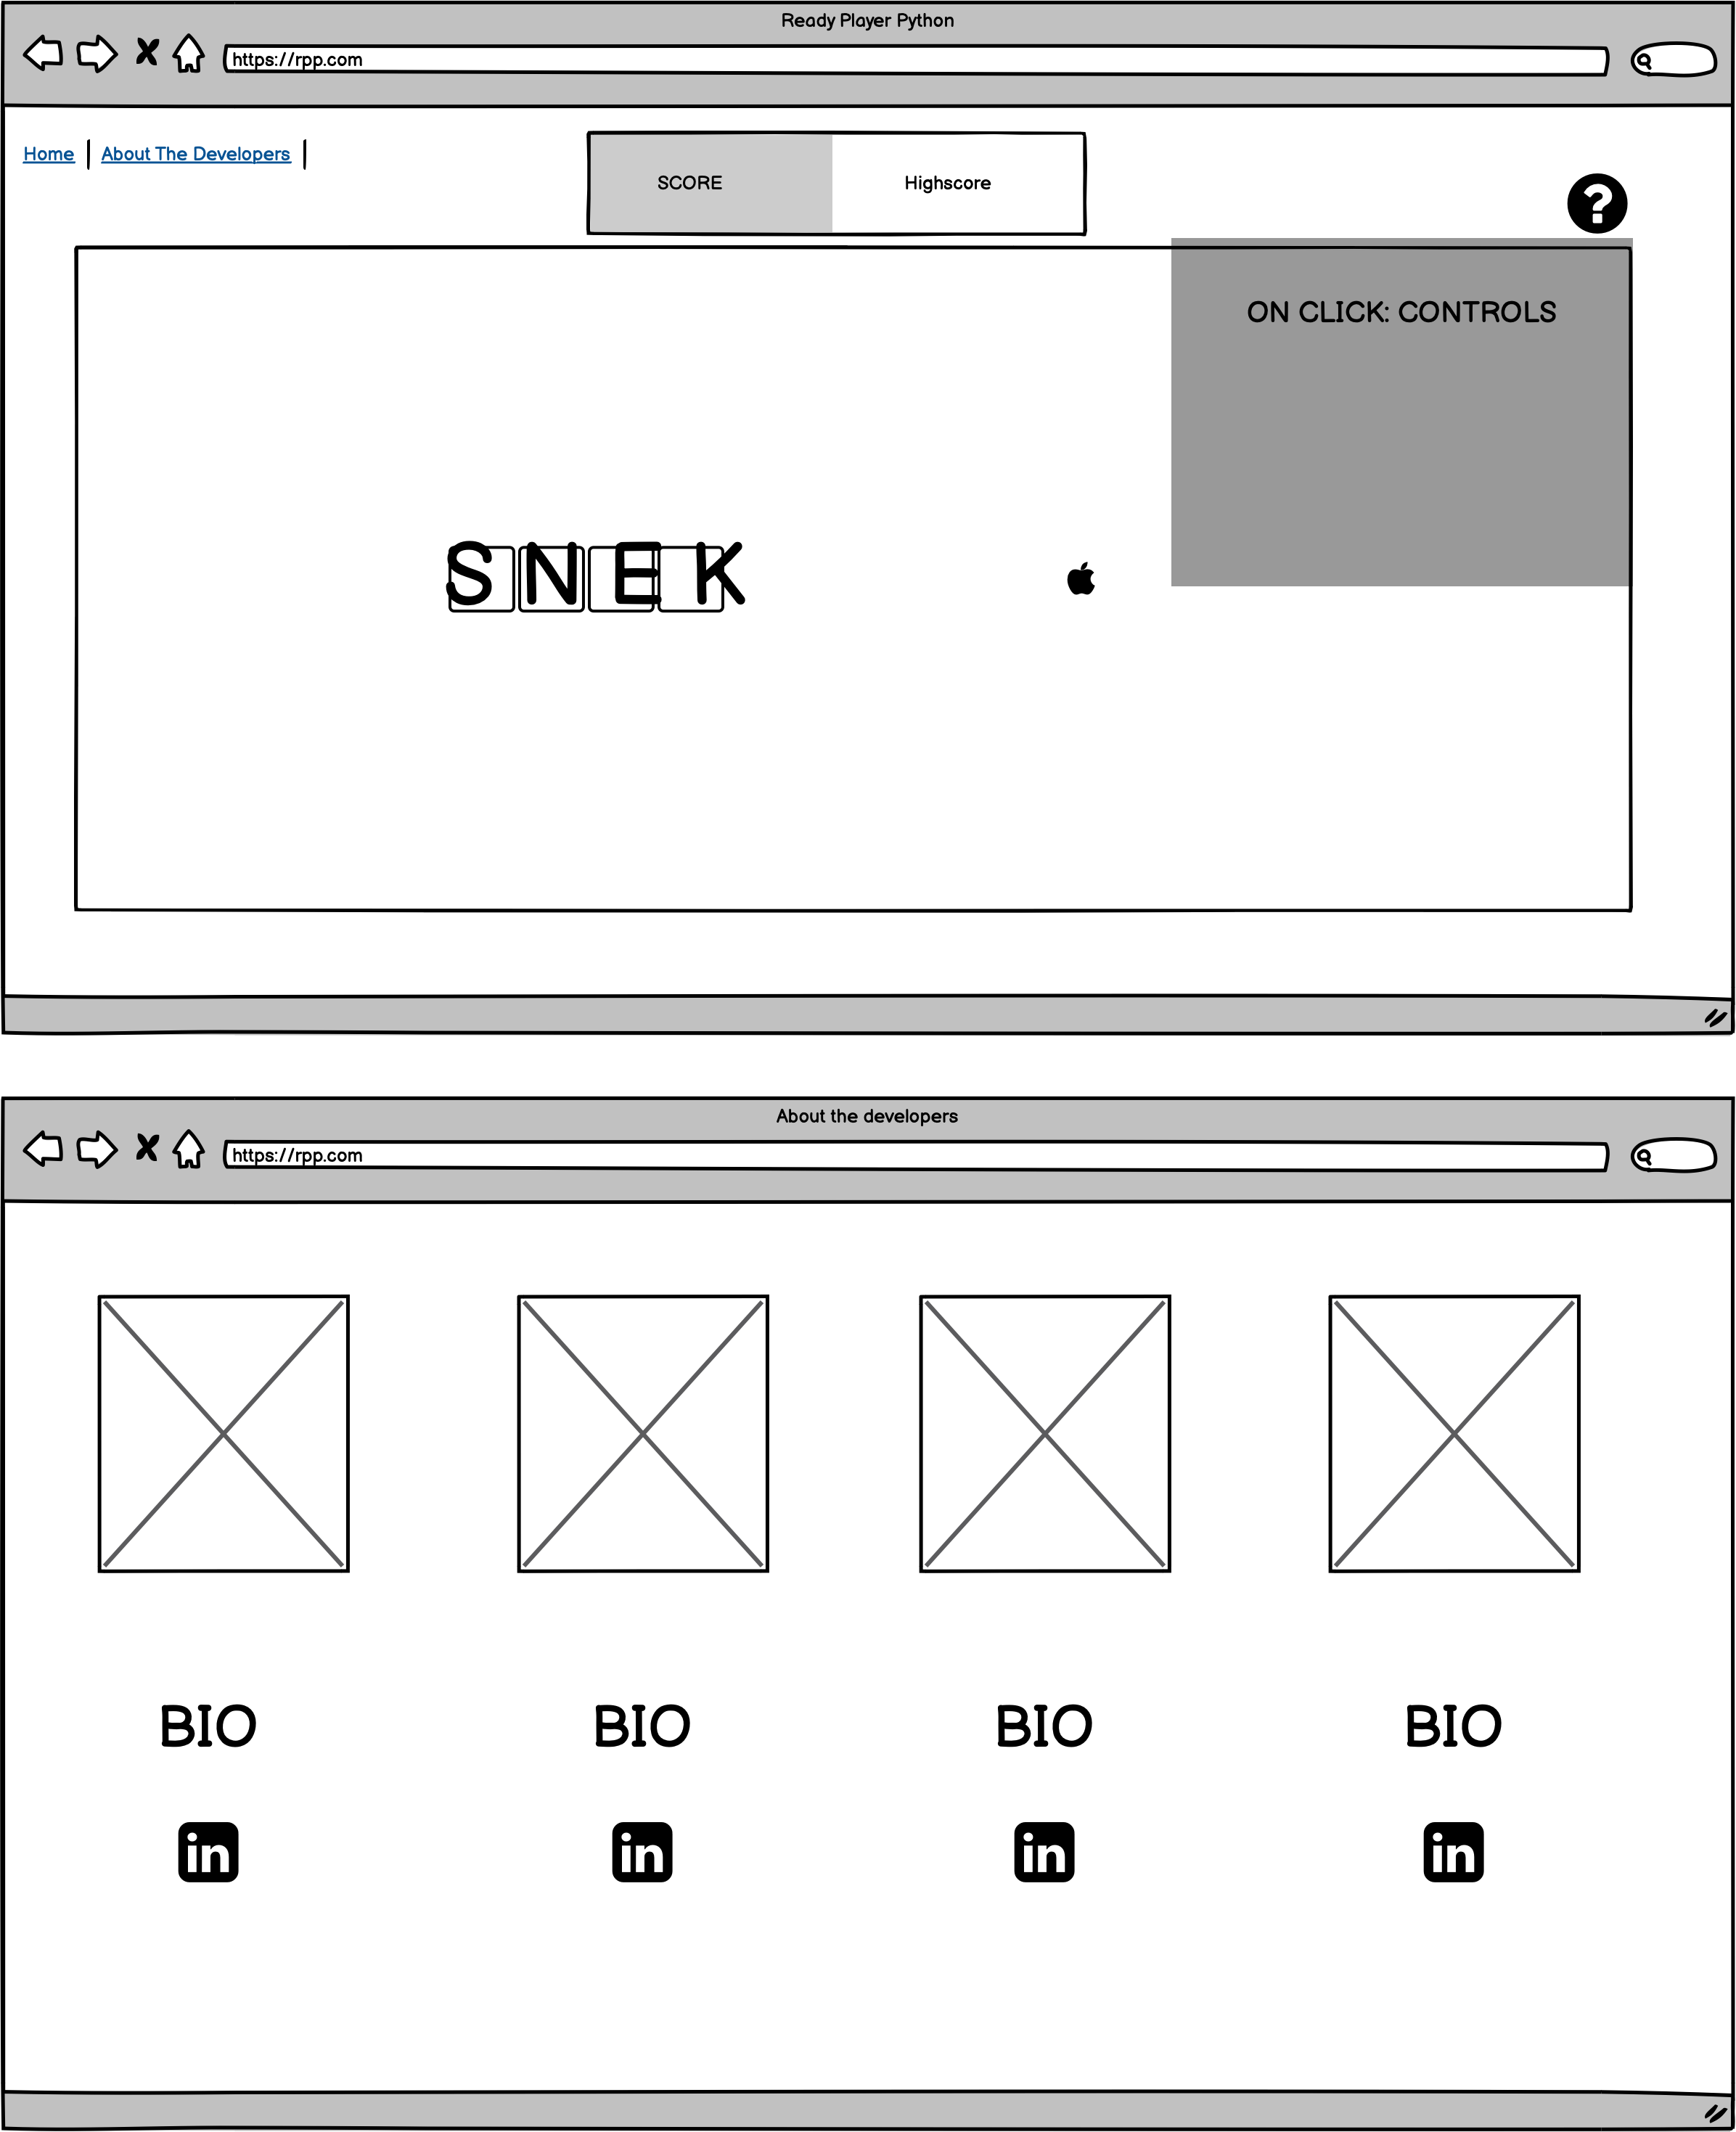 Ready Player Python
https://rpp.com
Home About The Developers
SCORE Highscore
?
ON CLICK: CONTROLS
SNEK
About the developers
https://rpp.com
BIO BIO BIO BIO
in in in in